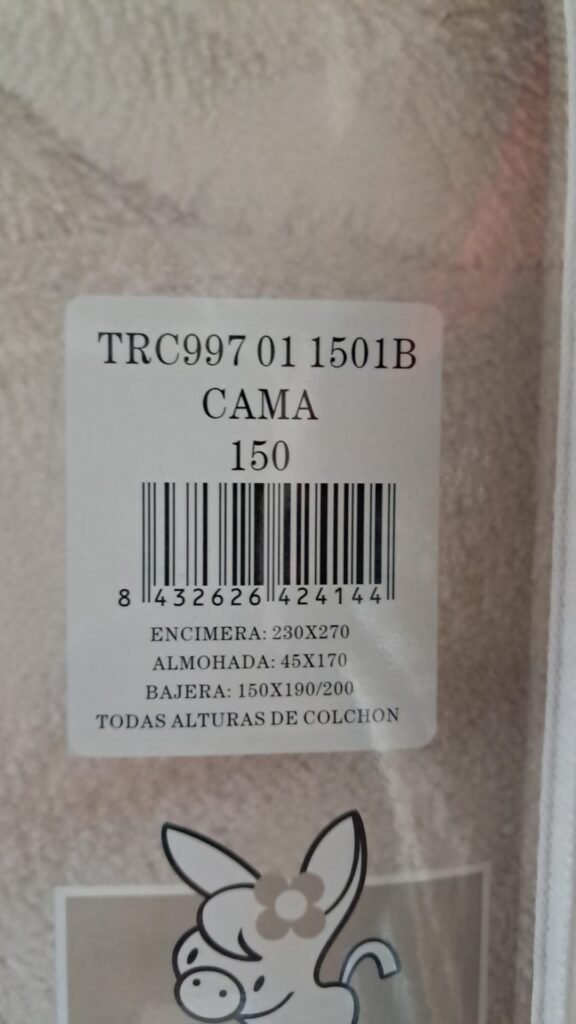 TRC997 01 1501B
CAMA
150
8 432626 424144
ENCIMERA: 230X270
ALMOHADA: 45X170
BAJERA: 150X190/200
TODAS ALTURAS DE COLCHON